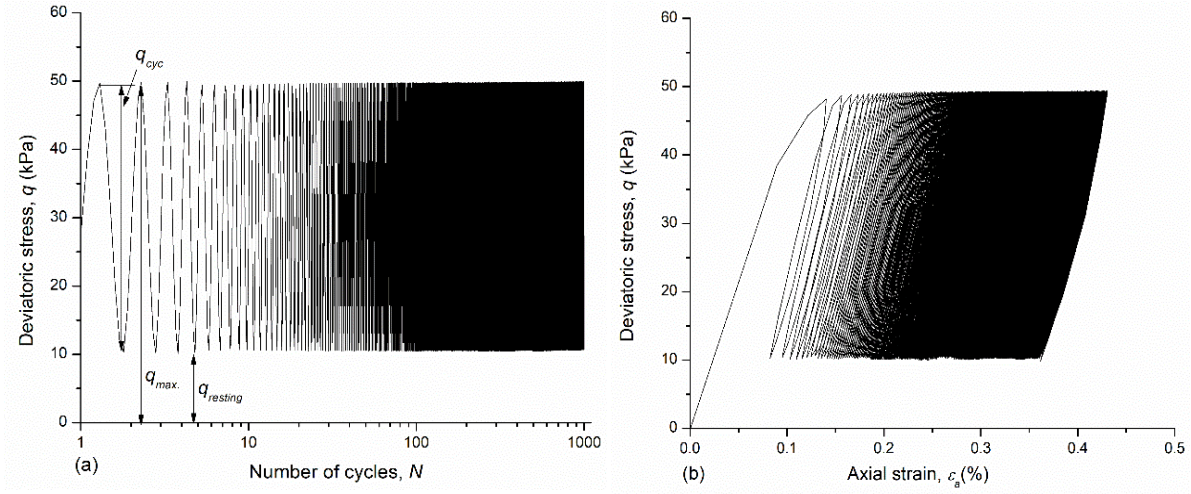 60
50
40
30
20
10
0
Deviatoric stress, q (kPa)
q_cyc
q_max.
q_resting
1
10
100
1000
(a)
Number of cycles, N
60
50
40
30
20
10
0
Deviatoric stress, q (kPa)
0.0
0.1
0.2
0.3
0.4
0.5
(b)
Axial strain, ε_a(%)